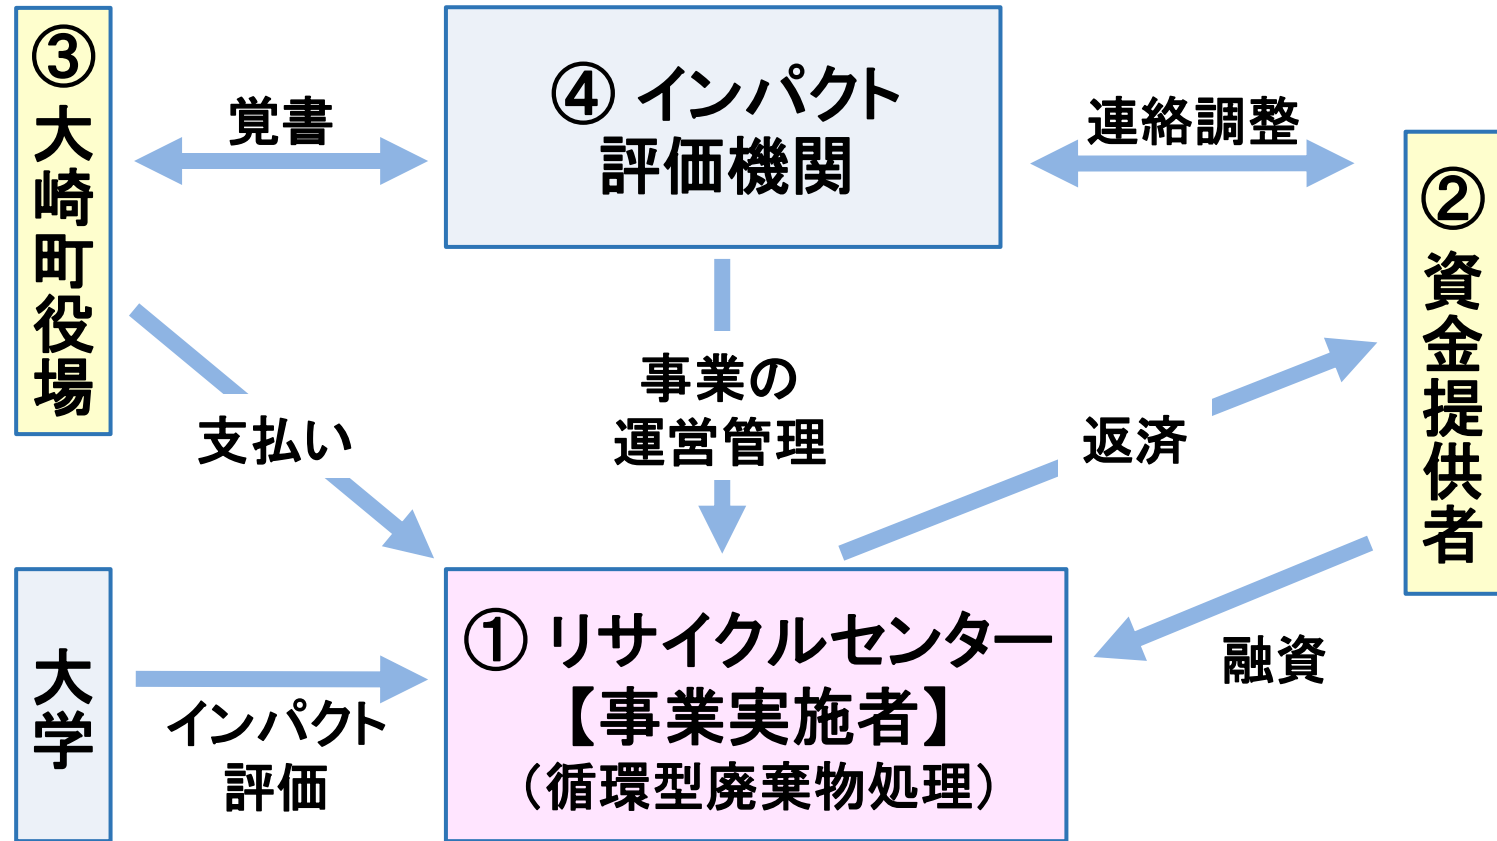 ③大崎町役場
覚書
④ インパクト
評価機関
連絡調整
②資金提供者
事業の
運営管理
支払い
返済
融資
大学
インパクト
評価
① リサイクルセンター
【事業実施者】
（循環型廃棄物処理）